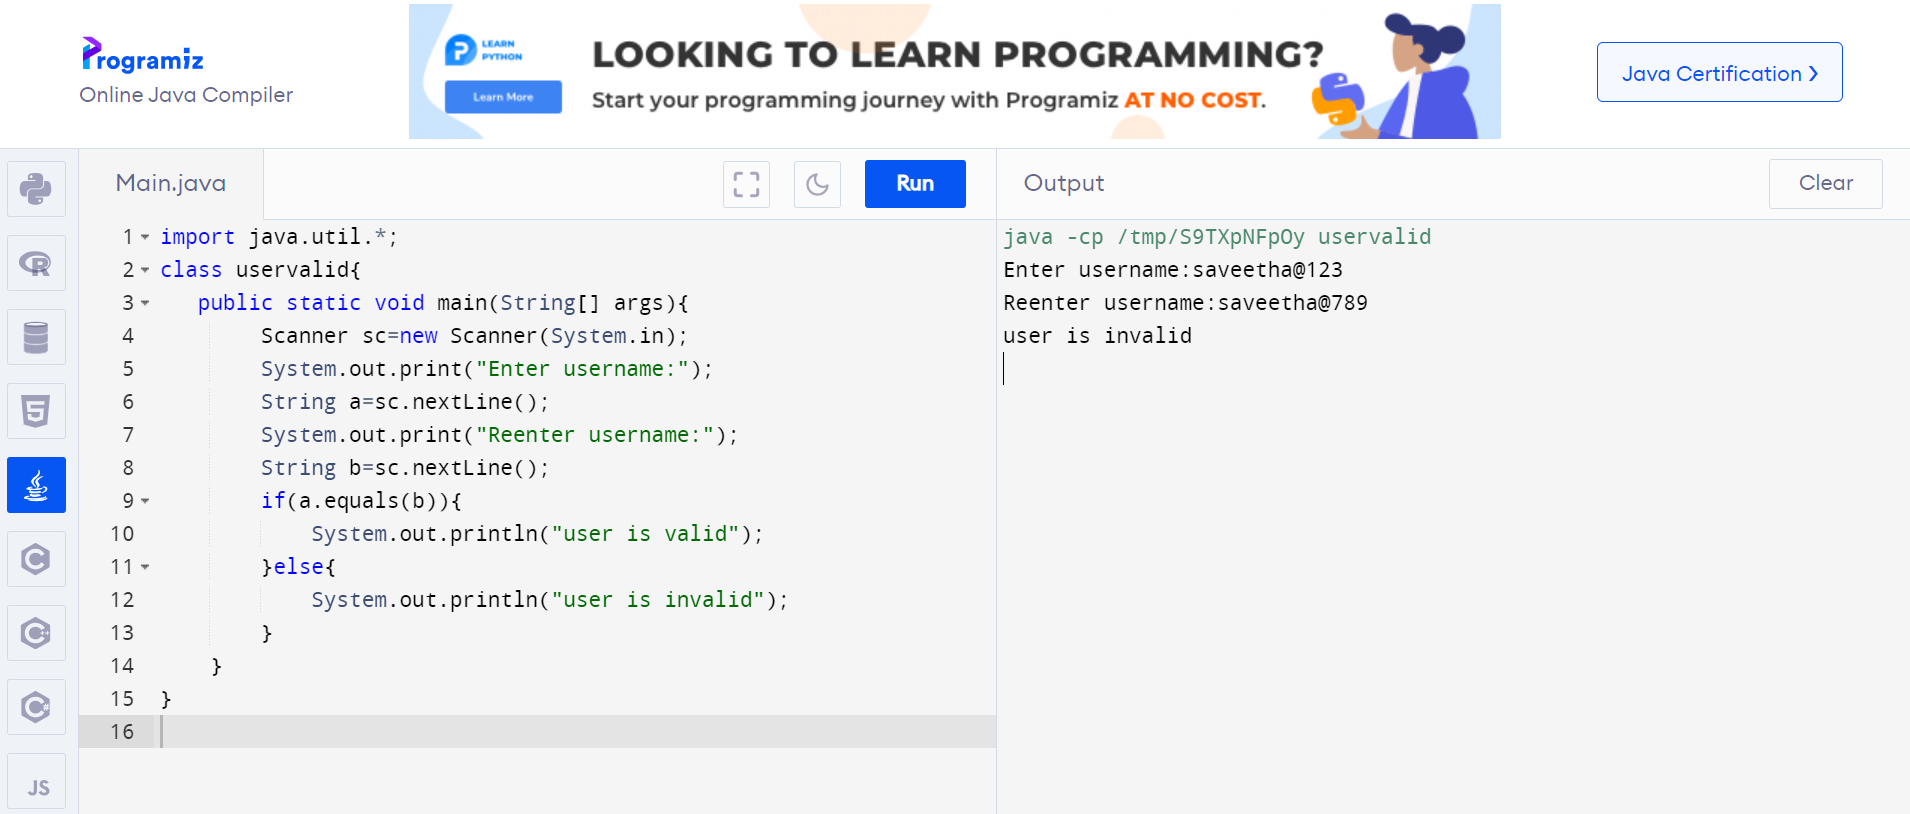 Programiz
Online Java Compiler
LEARN
PYTHON
Learn More
LOOKING TO LEARN PROGRAMMING?
Start your programming journey with Programiz AT NO COST.
Java Certification ❯
Main.java
Run
Output
Clear
1 import java.util.*;
2 class uservalid{
3    public static void main(String[] args){
4         Scanner sc=new Scanner(System.in);
5         System.out.print("Enter username:");
6         String a=sc.nextLine();
7         System.out.print("Reenter username:");
8         String b=sc.nextLine();
9         if(a.equals(b)){
10             System.out.println("user is valid");
11         }else{
12             System.out.println("user is invalid");
13         }
14     }
15 }
16
java -cp /tmp/S9TXpNFpOy uservalid
Enter username:saveetha@123
Reenter username:saveetha@789
user is invalid
R
5
C
C++
C#
JS